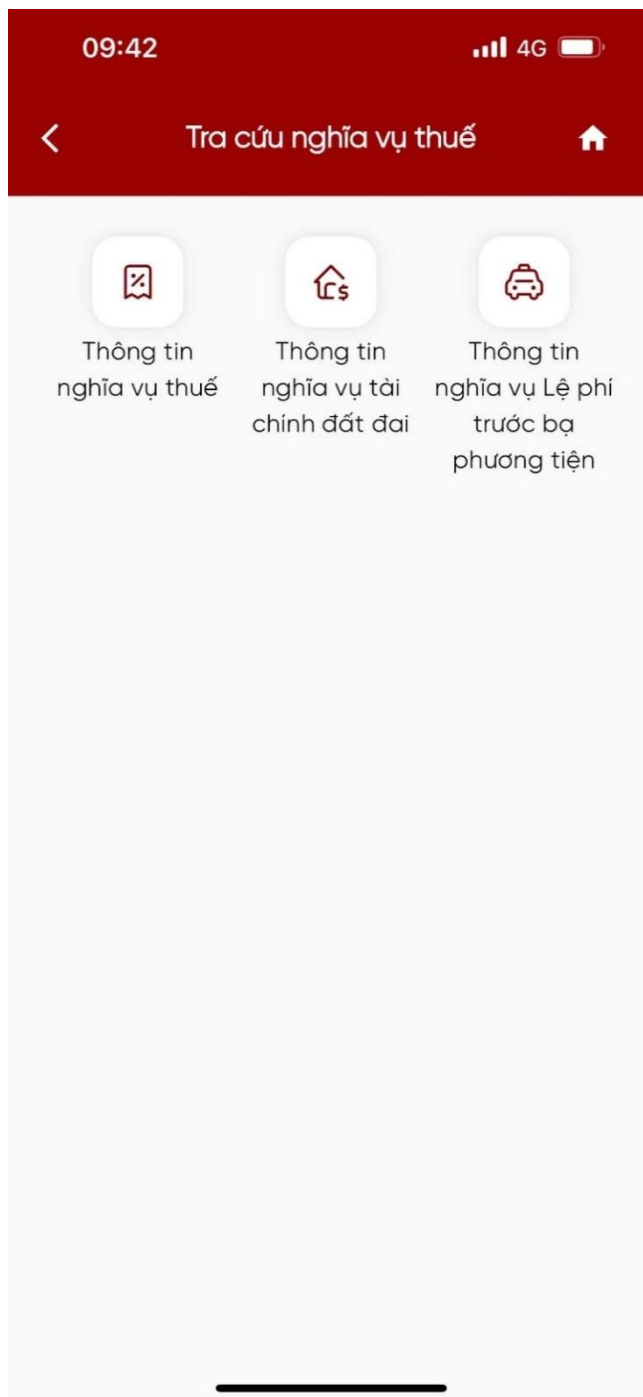 09:42
4G
Tra cứu nghĩa vụ thuế
Thông tin
nghĩa vụ thuế
Thông tin
nghĩa vụ tài
chính đất đai
Thông tin
nghĩa vụ Lệ phí
trước bạ
phương tiện